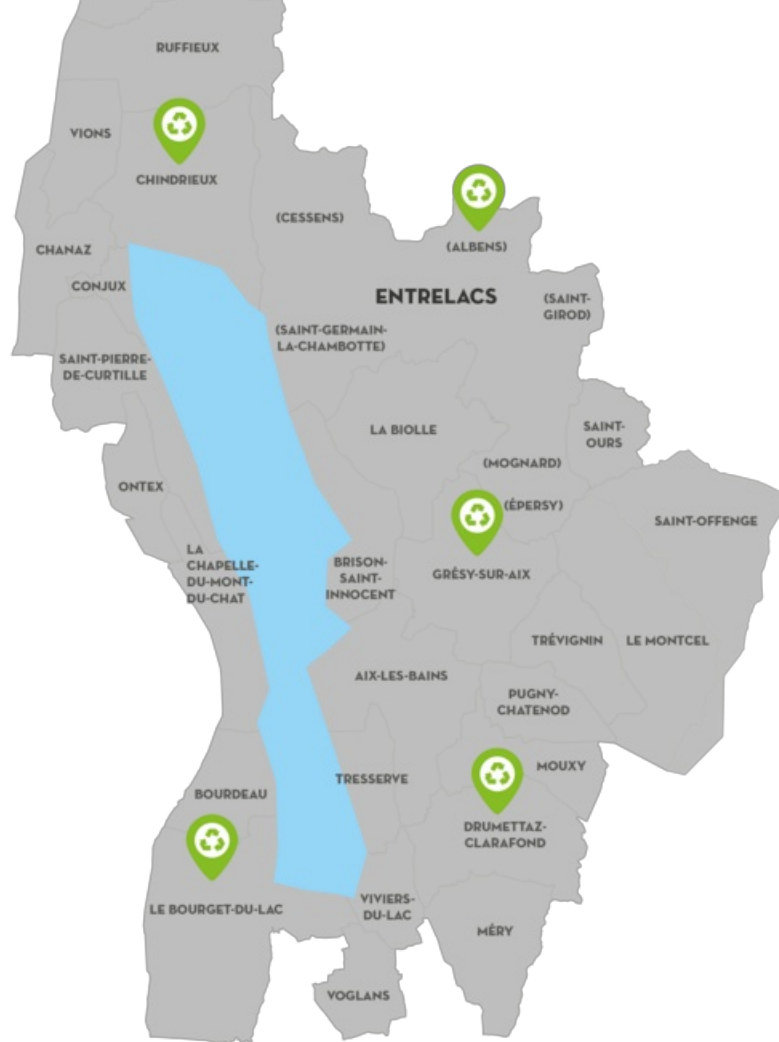 RUFFIEUX
VIONS
CHINDRIEUX
(CESSENS)
(ALBENS)
CHANAZ
CONJUX
ENTRELACS
(SAINT-
GIROD)
(SAINT-GERMAIN-
LA-CHAMBOTTE)
SAINT-PIERRE-
DE-CURTILLE
LA BIOLLE
SAINT-
OURS
(MOGNARD)
ONTEX
(ÉPERSY)
SAINT-OFFENGE
LA
CHAPELLE-
DU-MONT-
DU-CHAT
BRISON-
SAINT-
INNOCENT
GRÉSY-SUR-AIX
TRÉVIGNIN
LE MONTCEL
AIX-LES-BAINS
PUGNY-
CHATENOD
MOUXY
TRESSERVE
BOURDEAU
DRUMETTAZ-
CLARAFOND
LE BOURGET-DU-LAC
VIVIERS-
DU-LAC
MÉRY
VOGLANS